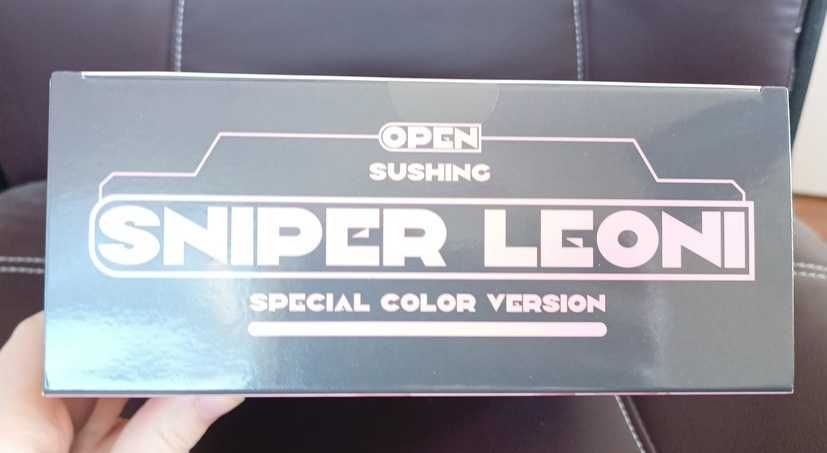 OPEN
SUSHING
SNIPER LEONI
SPECIAL COLOR VERSION